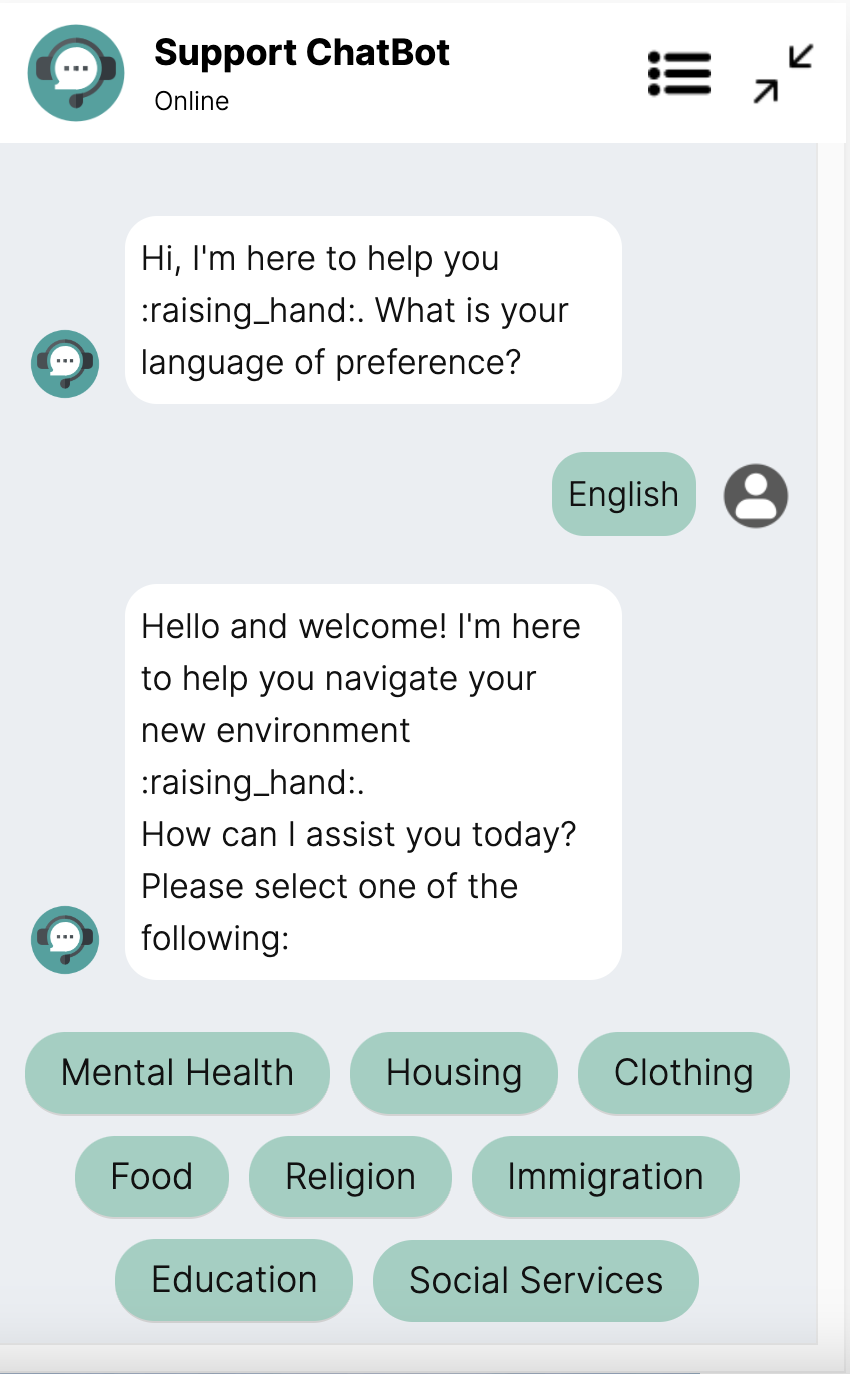 Support ChatBot
Online
Hi, I'm here to help you
:raising_hand:. What is your
language of preference?
English
Hello and welcome! I'm here
to help you navigate your
new environment
:raising_hand:.
How can I assist you today?
Please select one of the
following:
Mental Health Housing Clothing
Food Religion Immigration
Education Social Services